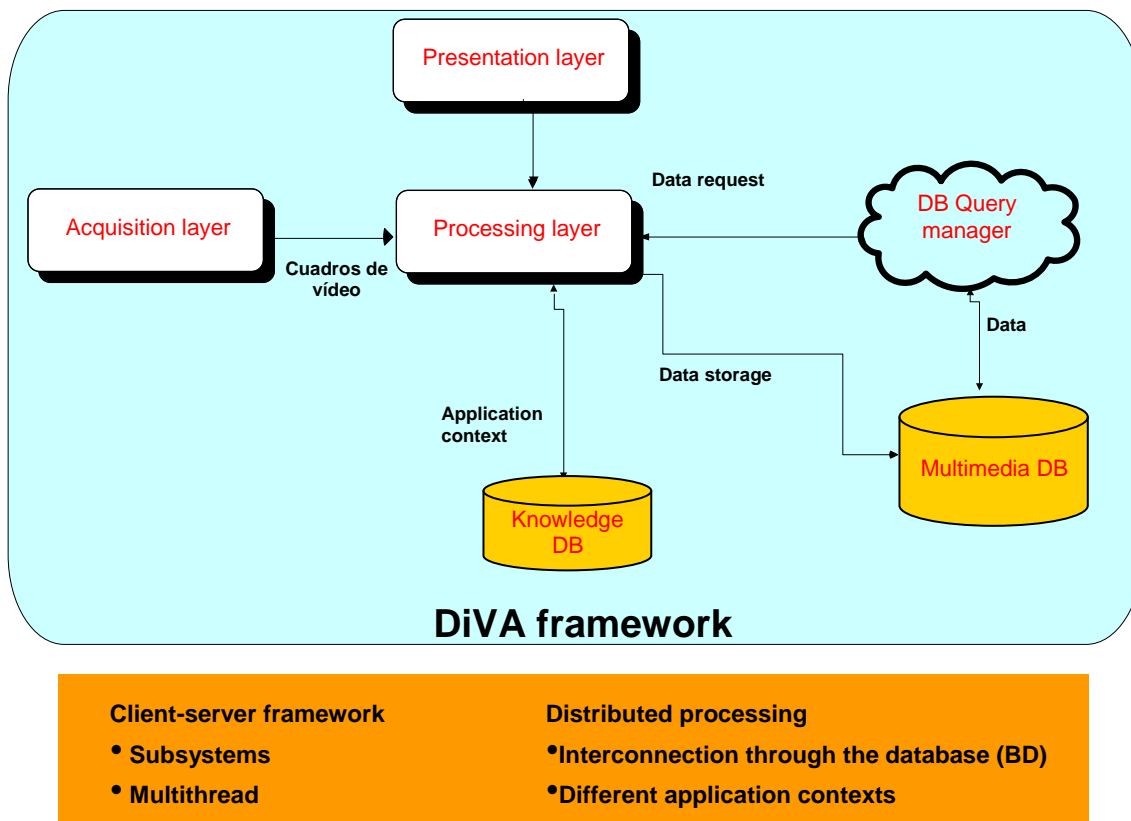 Presentation layer
Data request
DB Query
manager
Acquisition layer
Processing layer
Cuadros de
vídeo
Data
Data storage
Application
context
Multimedia DB
Knowledge
DB
DiVA framework
Client-server framework
• Subsystems
• Multithread
Distributed processing
•Interconnection through the database (BD)
•Different application contexts